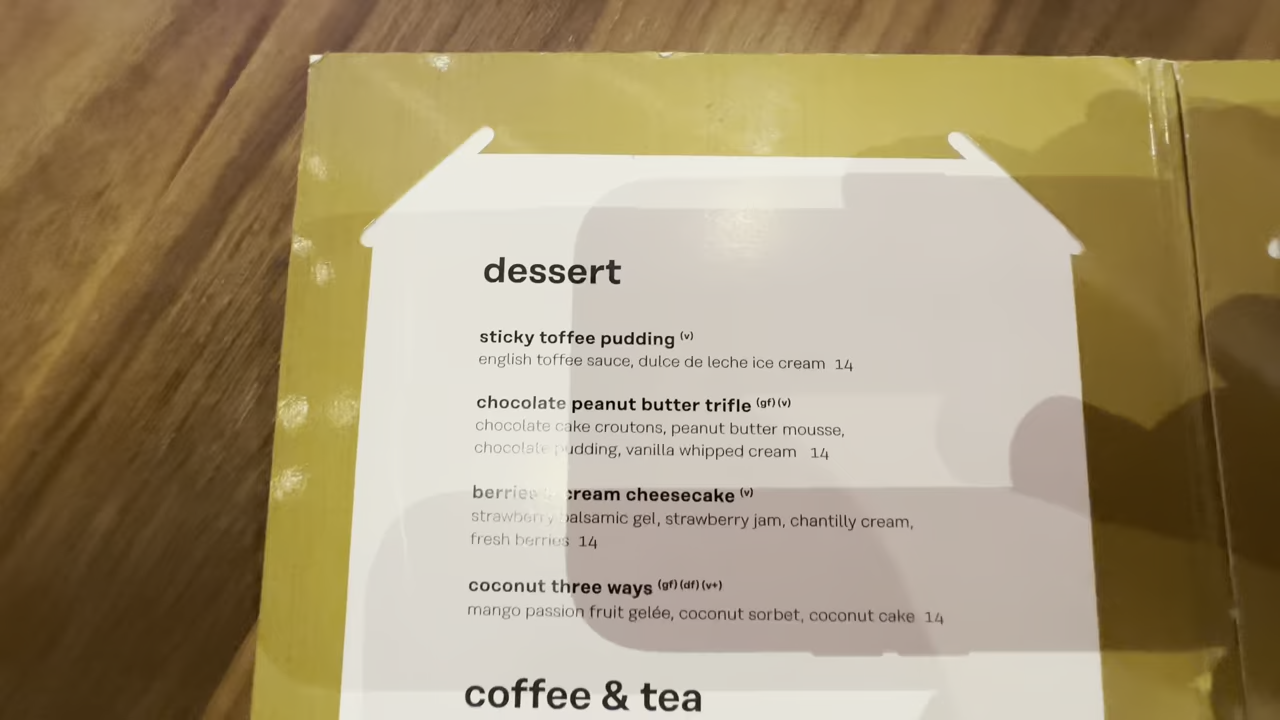 dessert
sticky toffee pudding (v)
english toffee sauce, dulce de leche ice cream 14
chocolate peanut butter trifle (gf) (v)
chocolate cake croutons, peanut butter mousse,
chocolate pudding, vanilla whipped cream 14
berries cream cheesecake (v)
strawberry balsamic gel, strawberry jam, chantilly cream,
fresh berries 14
coconut three ways (gf) (df) (v+)
mango passion fruit gelée, coconut sorbet, coconut cake 14
coffee & tea